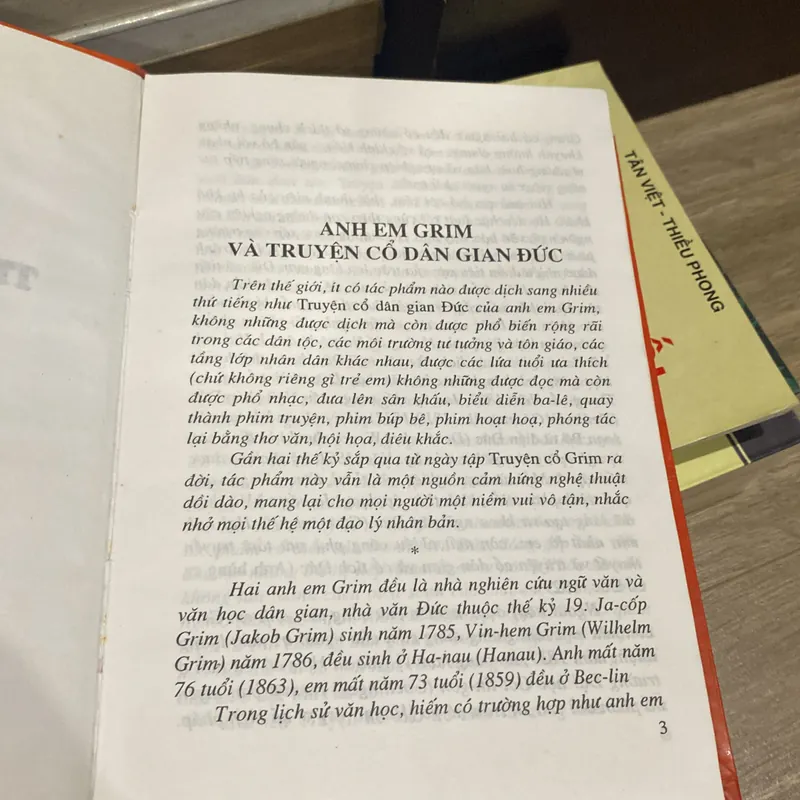 ANH EM GRIM
VÀ TRUYỆN CỔ DÂN GIAN ĐỨC
Trên thế giới, ít có tác phẩm nào được dịch sang nhiều
thứ tiếng như Truyện cổ dân gian Đức của anh em Grim,
không những được dịch mà còn được phổ biến rộng rãi
trong các dân tộc, các môi trường tư tưởng và tôn giáo, các
tầng lớp nhân dân khác nhau, được các lứa tuổi ưa thích
(chứ không riêng gì trẻ em) không những được đọc mà còn
được phổ nhạc, đưa lên sân khấu, biểu diễn ba-lê, quay
thành phim truyện, phim búp bê, phim hoạt hoạ, phóng tác
lại bằng thơ văn, hội họa, điêu khắc.
Gần hai thế kỷ sắp qua từ ngày tập Truyện cổ Grim ra
đời, tác phẩm này vẫn là một nguồn cảm hứng nghệ thuật
dồi dào, mang lại cho mọi người một niềm vui vô tận, nhắc
nhở mọi thế hệ một đạo lý nhân bản.
*
Hai anh em Grim đều là nhà nghiên cứu ngữ văn và
văn học dân gian, nhà văn Đức thuộc thế kỷ 19. Ja-cốp
Grim (Jakob Grim) sinh năm 1785, Vin-hem Grim (Wilhelm
Grim) năm 1786, đều sinh ở Ha-nau (Hanau). Anh mất năm
76 tuổi (1863), em mất năm 73 tuổi (1859) đều ở Bec-lin
Trong lịch sử văn học, hiếm có trường hợp như anh em
3
TÂN VIỆT - THIỀU PHONG